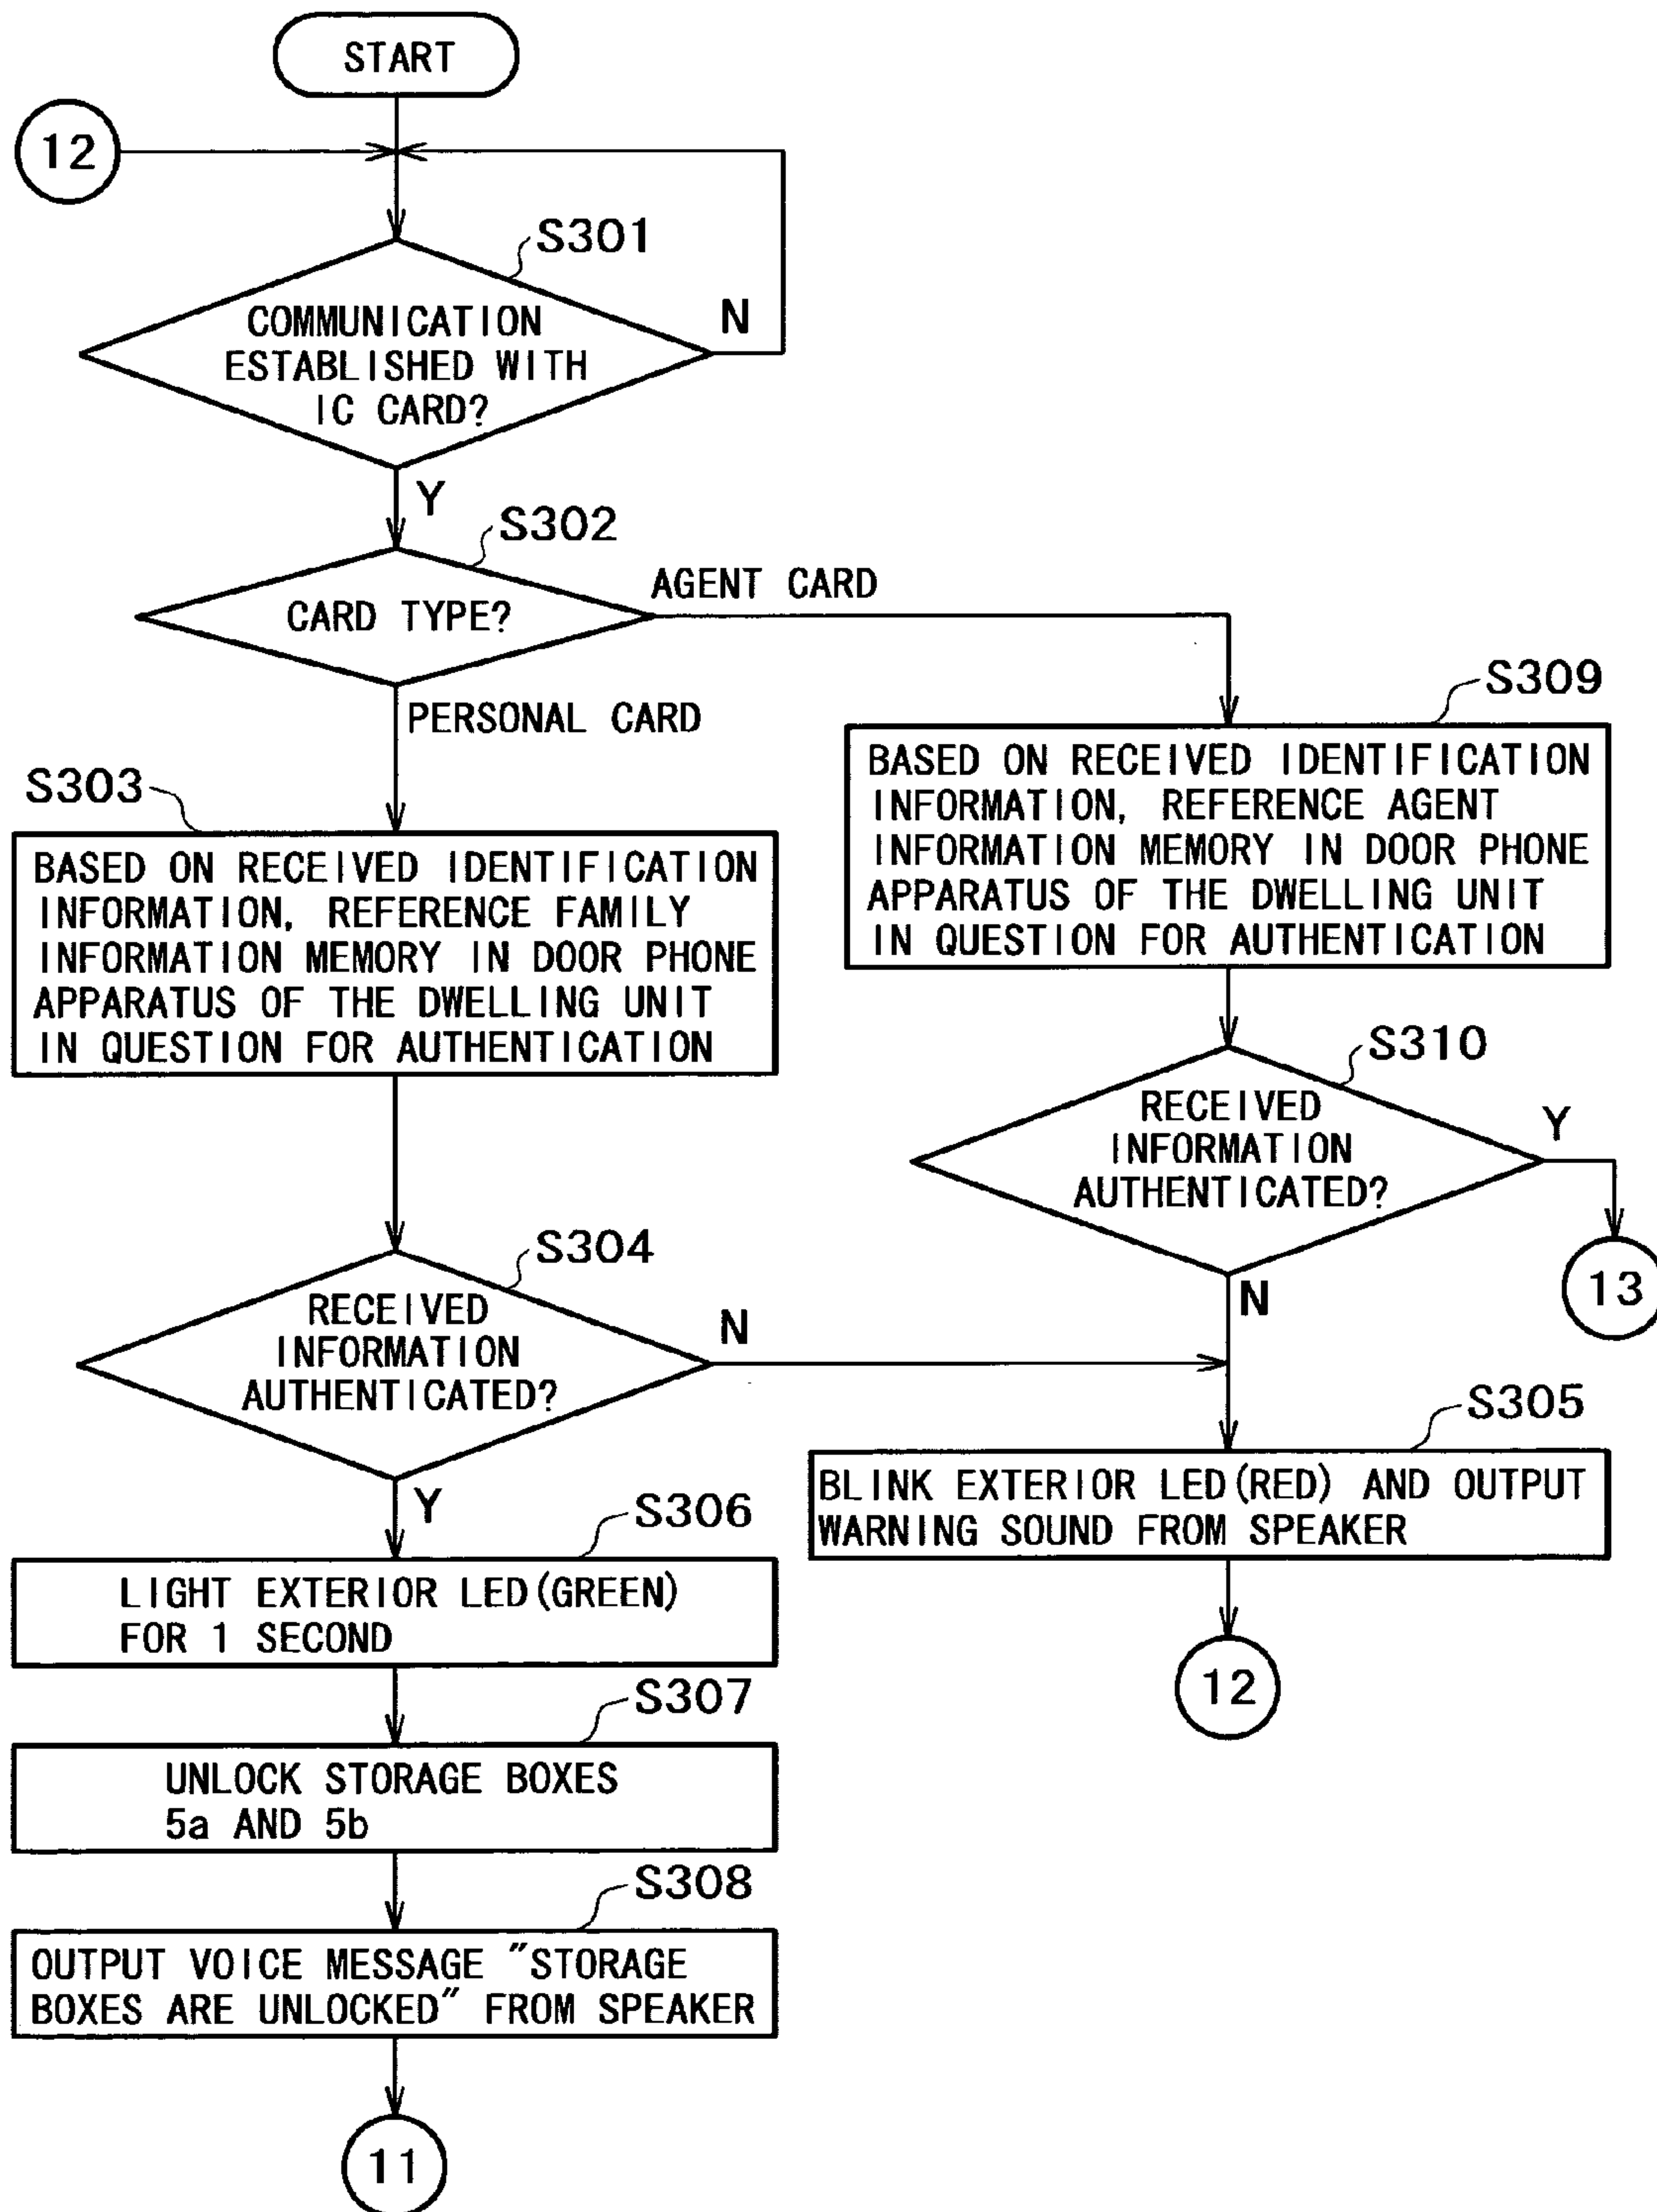 START
12
S301
COMMUNICATION
ESTABLISHED WITH
IC CARD?
N
Y
S302
CARD TYPE?
AGENT CARD
PERSONAL CARD
S303
BASED ON RECEIVED IDENTIFICATION
INFORMATION, REFERENCE FAMILY
INFORMATION MEMORY IN DOOR PHONE
APPARATUS OF THE DWELLING UNIT
IN QUESTION FOR AUTHENTICATION
S309
BASED ON RECEIVED IDENTIFICATION
INFORMATION, REFERENCE AGENT
INFORMATION MEMORY IN DOOR PHONE
APPARATUS OF THE DWELLING UNIT
IN QUESTION FOR AUTHENTICATION
S310
RECEIVED
INFORMATION
AUTHENTICATED?
Y
13
N
S304
RECEIVED
INFORMATION
AUTHENTICATED?
N
Y
S305
BLINK EXTERIOR LED(RED) AND OUTPUT
WARNING SOUND FROM SPEAKER
12
S306
LIGHT EXTERIOR LED(GREEN)
FOR 1 SECOND
S307
UNLOCK STORAGE BOXES
5a AND 5b
S308
OUTPUT VOICE MESSAGE "STORAGE
BOXES ARE UNLOCKED" FROM SPEAKER
11